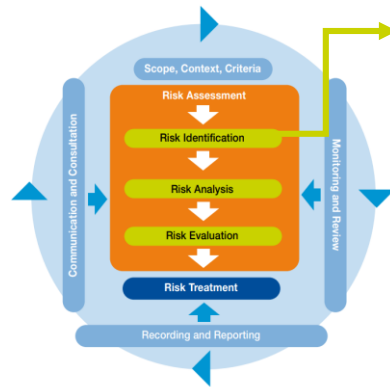 Scope, Context, Criteria
Risk Assessment
Risk Identification
Communication and Consultation
Monitoring and Review
Risk Analysis
Risk Evaluation
Risk Treatment
Recording and Reporting